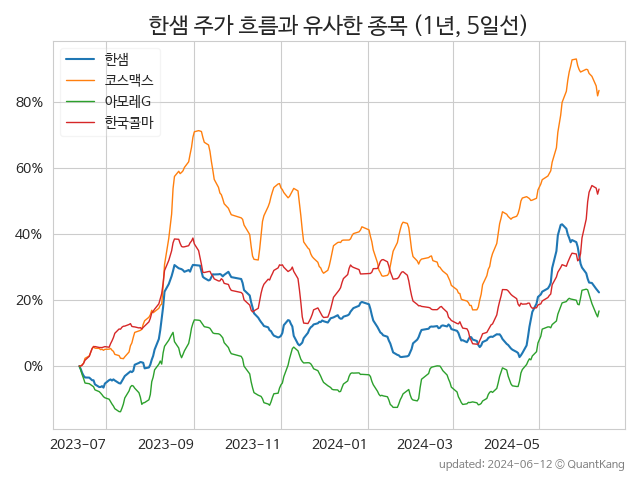 한샘 주가 흐름과 유사한 종목 (1년, 5일선)
한샘
코스맥스
아모레G
한국콜마
80%
60%
40%
20%
0%
2023-07
2023-09
2023-11
2024-01
2024-03
2024-05
updated: 2024-06-12 © QuantKang